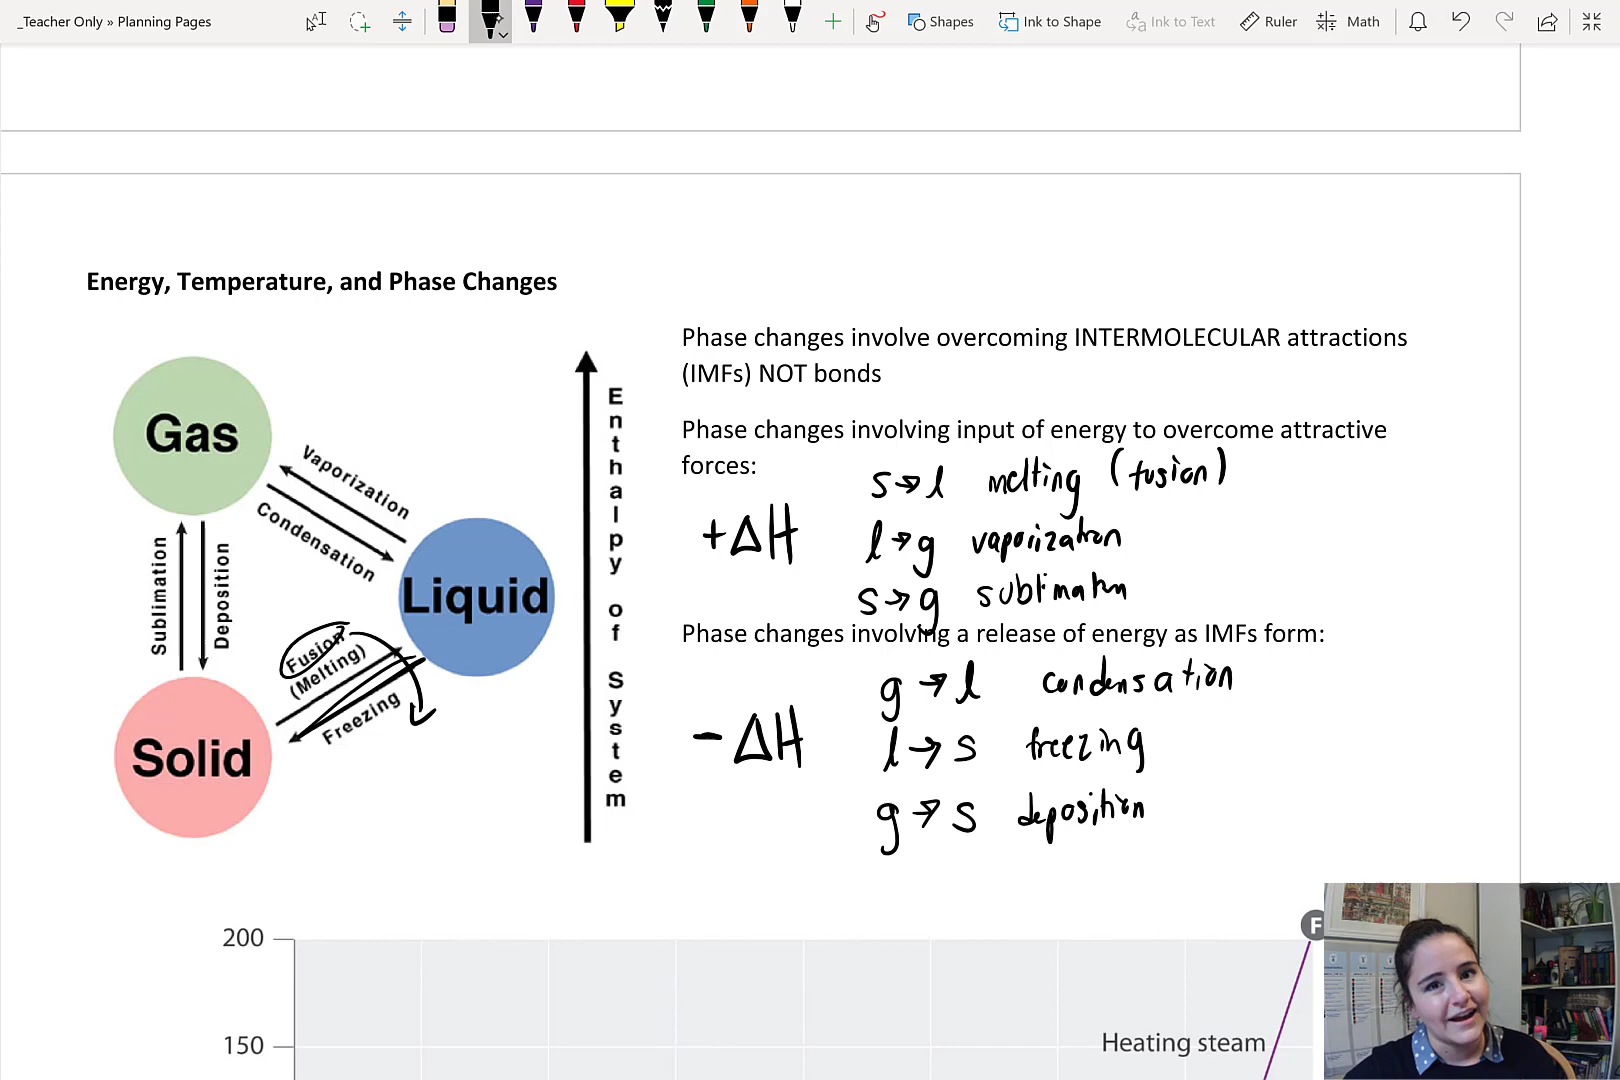 _Teacher Only » Planning Pages
Shapes
Ink to Shape
Ink to Text
Ruler
Math
Energy, Temperature, and Phase Changes
Gas
Vaporization
Condensation
Sublimation
Deposition
Liquid
Fusion
(Melting)
Freezing
Solid
Enthalpy of System
Phase changes involve overcoming INTERMOLECULAR attractions
(IMFs) NOT bonds
Phase changes involving input of energy to overcome attractive
forces:
+ΔH
s→l melting (fusion)
l→g vaporization
s→g sublimation
Phase changes involving a release of energy as IMFs form:
-ΔH
g→l condensation
l→s freezing
g→s deposition
200
F
150
Heating steam